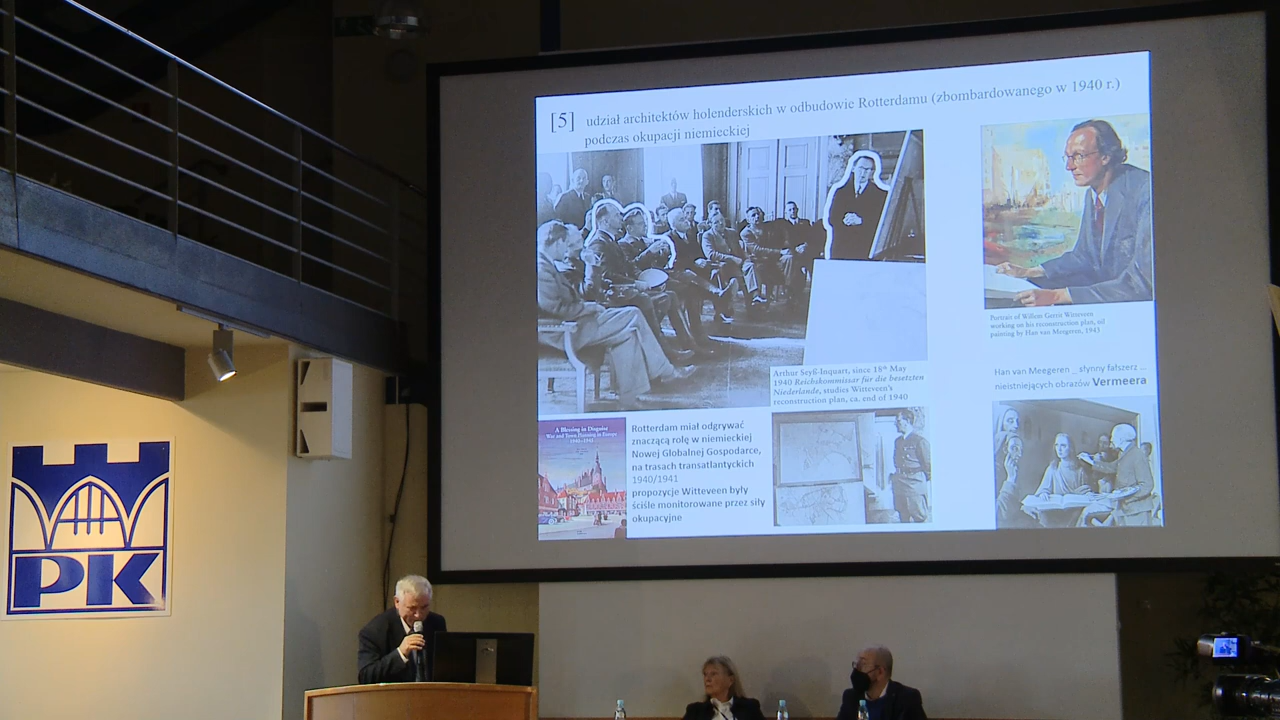 [5] udział architektów holenderskich w odbudowie Rotterdamu (zbombardowanego w 1940 r.)
podczas okupacji niemieckiej
Portrait of Willem Gerrit Witteveen
working on his reconstruction plan, oil
painting by Han van Meegeren, 1943
Arthur Seyß-Inquart, since 18th May
1940 Reichskommissar für die besetzten
Niederlande, studies Witteveen's
reconstruction plan, ca. end of 1940
Han van Meegeren _ słynny fałszerz ...
nieistniejących obrazów Vermeera
A Blessing in Disguise
War and Town Planning in Europe
1940-1945
Rotterdam miał odgrywać
znaczącą rolę w niemieckiej
Nowej Globalnej Gospodarce,
na trasach transatlantyckich
1940/1941
propozycje Witteveen były
ściśle monitorowane przez siły
okupacyjne
PK